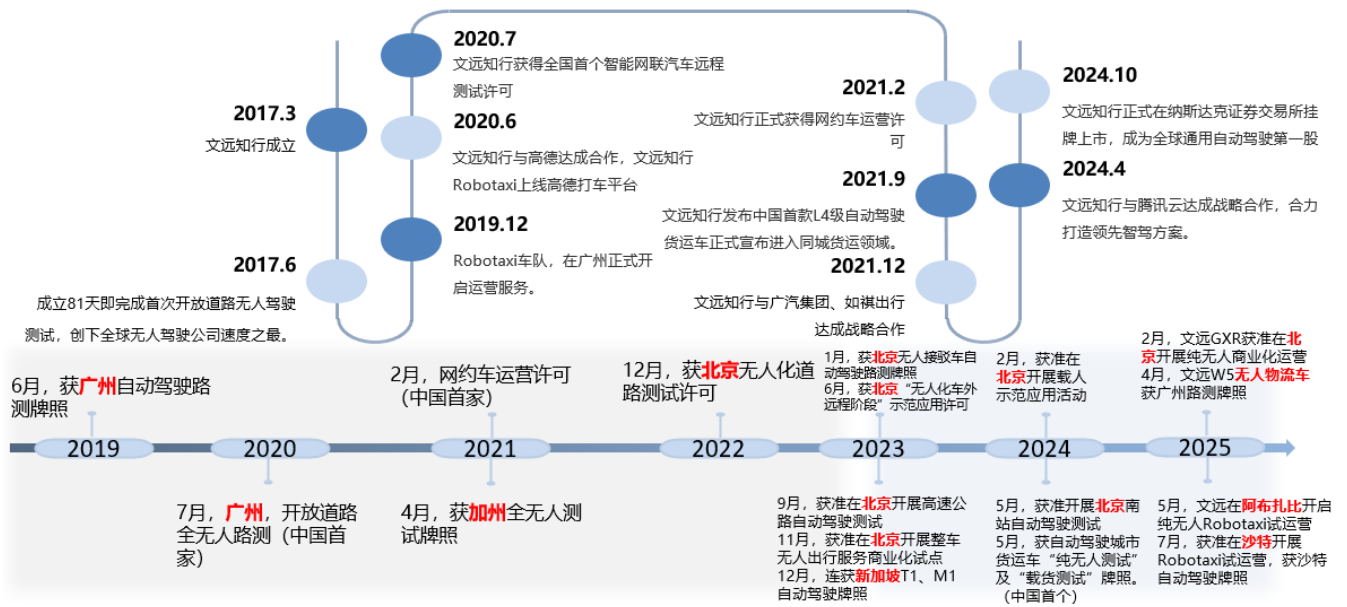 2017.3
文远知行成立
2017.6
成立81天即完成首次开放道路无人驾驶
测试，创下全球无人驾驶公司速度之最。
2020.7
文远知行获得全国首个智能网联汽车远程
测试许可
2020.6
文远知行与高德达成合作，文远知行
Robotaxi上线高德打车平台
2019.12
Robotaxi车队，在广州正式开
启运营服务。
2021.2
文远知行正式获得网约车运营许
可
2021.9
文远知行发布中国首款L4级自动驾驶
货运车正式宣布进入同城货运领域。
2021.12
文远知行与广汽集团、如祺出行
达成战略合作
2024.10
文远知行正式在纳斯达克证券交易所挂
牌上市，成为全球通用自动驾驶第一股
2024.4
文远知行与腾讯云达成战略合作，合力
打造领先智驾方案。
6月，获广州自动驾驶路
测牌照
2月，网约车运营许可
（中国首家）
12月，获北京无人化道
路测试许可
1月，获北京无人接驳车自
动驾驶路测牌照
6月，获北京“无人化车外
远程阶段”示范应用许可
2月，获准在
北京开展载人
示范应用活动
2月，文远GXR获准在北
京开展纯无人商业化运营
4月，文远W5无人物流车
获广州路测牌照
2019
2020
2021
2022
2023
2024
2025
7月，广州，开放道路
全无人路测（中国首
家）
4月，获加州全无人测
试牌照
9月，获准在北京开展高速公
路自动驾驶测试
11月，获准在北京开展整车
无人出行服务商业化试点
12月，连获新加坡T1、M1
自动驾驶牌照
5月，获准开展北京南
站自动驾驶测试
5月，获自动驾驶城市
货运车“纯无人测试”
及“载货测试”牌照。
（中国首个）
5月，文远在阿布扎比开启
纯无人Robotaxi试运营
7月，获准在沙特开展
Robotaxi试运营，获沙特
自动驾驶牌照